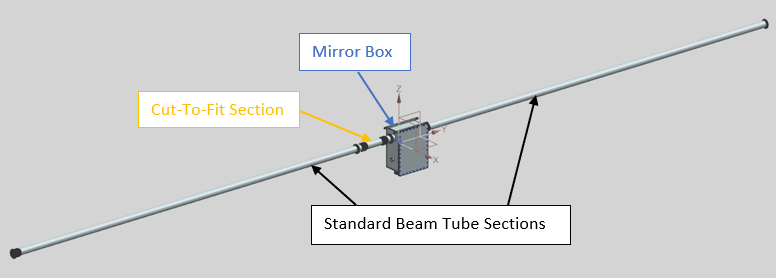 Mirror Box
Cut-To-Fit Section
Z
Y
X
Standard Beam Tube Sections